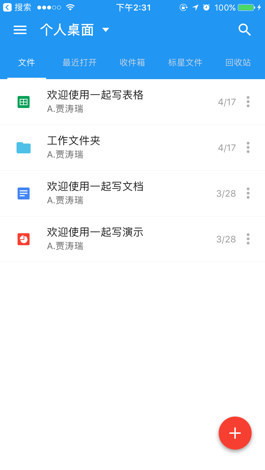 搜索 下午2:31 100%
个人桌面
文件 最近打开 收件箱 标星文件 回收站
欢迎使用一起写表格
A.贾涛瑞
4/17
工作文件夹
A.贾涛瑞
4/17
欢迎使用一起写文档
A.贾涛瑞
3/28
欢迎使用一起写演示
A.贾涛瑞
3/28